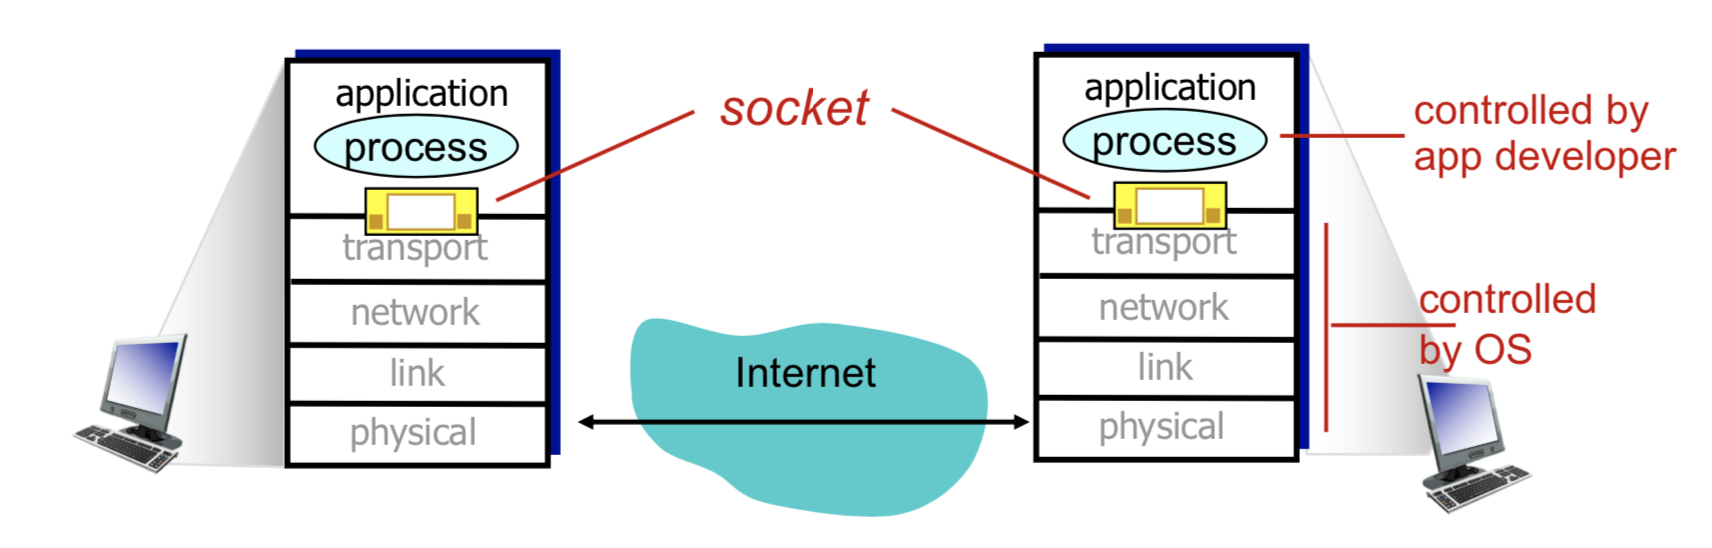 application
process
transport
network
link
physical
socket
Internet
application
process
transport
network
link
physical
controlled by
app developer
controlled
by OS